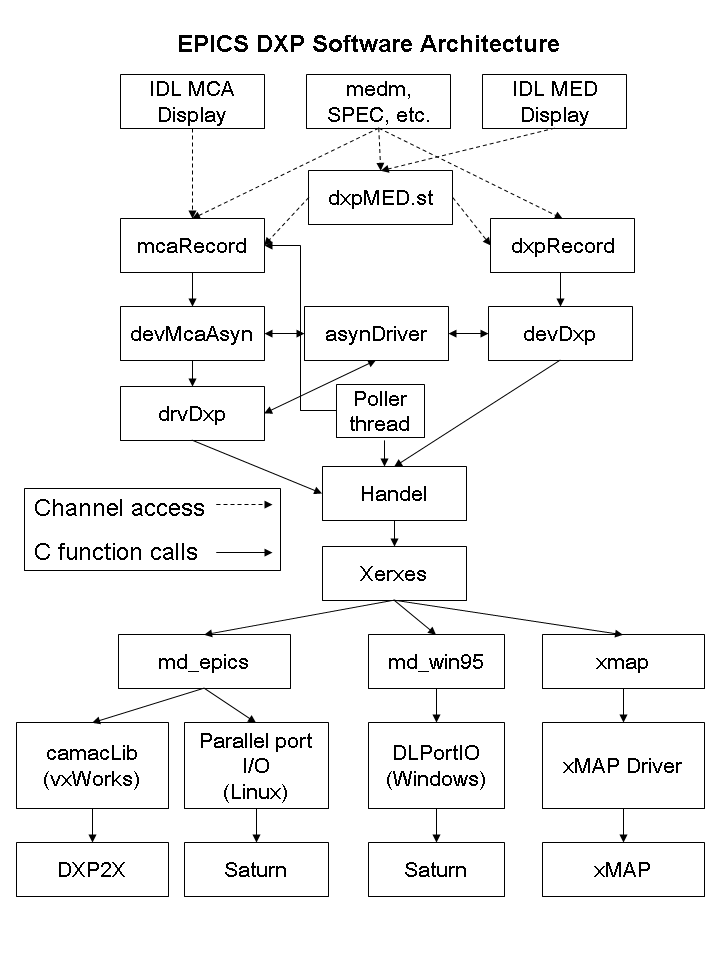 EPICS DXP Software Architecture
IDL MCA
Display
medm,
SPEC, etc.
IDL MED
Display
dxpMED.st
mcaRecord
dxpRecord
devMcaAsyn
asynDriver
devDxp
drvDxp
Poller
thread
Handel
Channel access
C function calls
Xerxes
md_epics
md_win95
xmap
camacLib
(vxWorks)
Parallel port
I/O
(Linux)
DLPortIO
(Windows)
xMAP Driver
DXP2X
Saturn
Saturn
xMAP